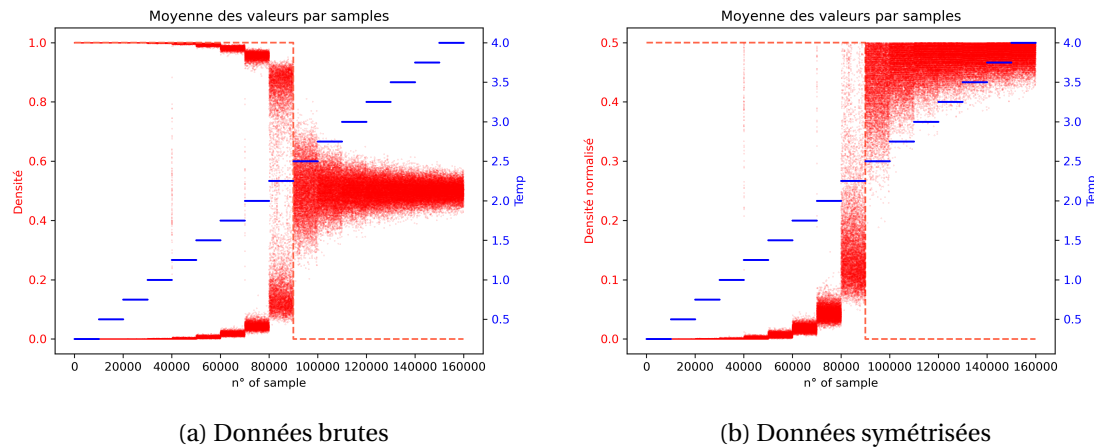 Moyenne des valeurs par samples
1.0
0.8
0.6
0.4
0.2
0.0
Densité
4.0
3.5
3.0
2.5
2.0
1.5
1.0
0.5
Temp
0 20000 40000 60000 80000 100000 120000 140000 160000
n° of sample
(a) Données brutes
Moyenne des valeurs par samples
0.5
0.4
0.3
0.2
0.1
0.0
Densité normalisé
4.0
3.5
3.0
2.5
2.0
1.5
1.0
0.5
Temp
0 20000 40000 60000 80000 100000 120000 140000 160000
n° of sample
(b) Données symétrisées